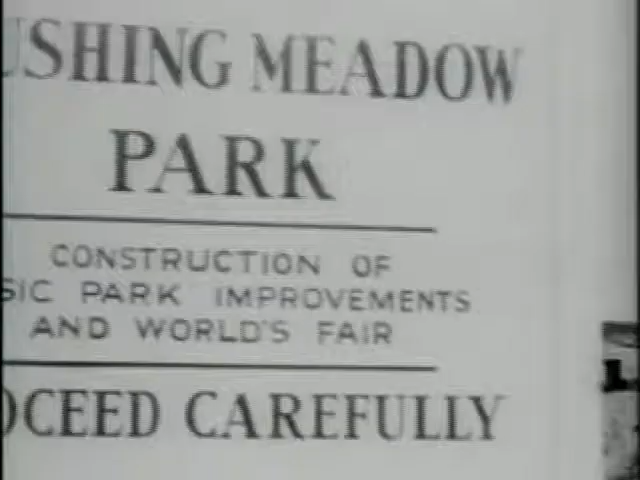 USHING MEADOW
PARK
CONSTRUCTION OF
SIC PARK IMPROVEMENTS
AND WORLD'S FAIR
OCEED CAREFULLY